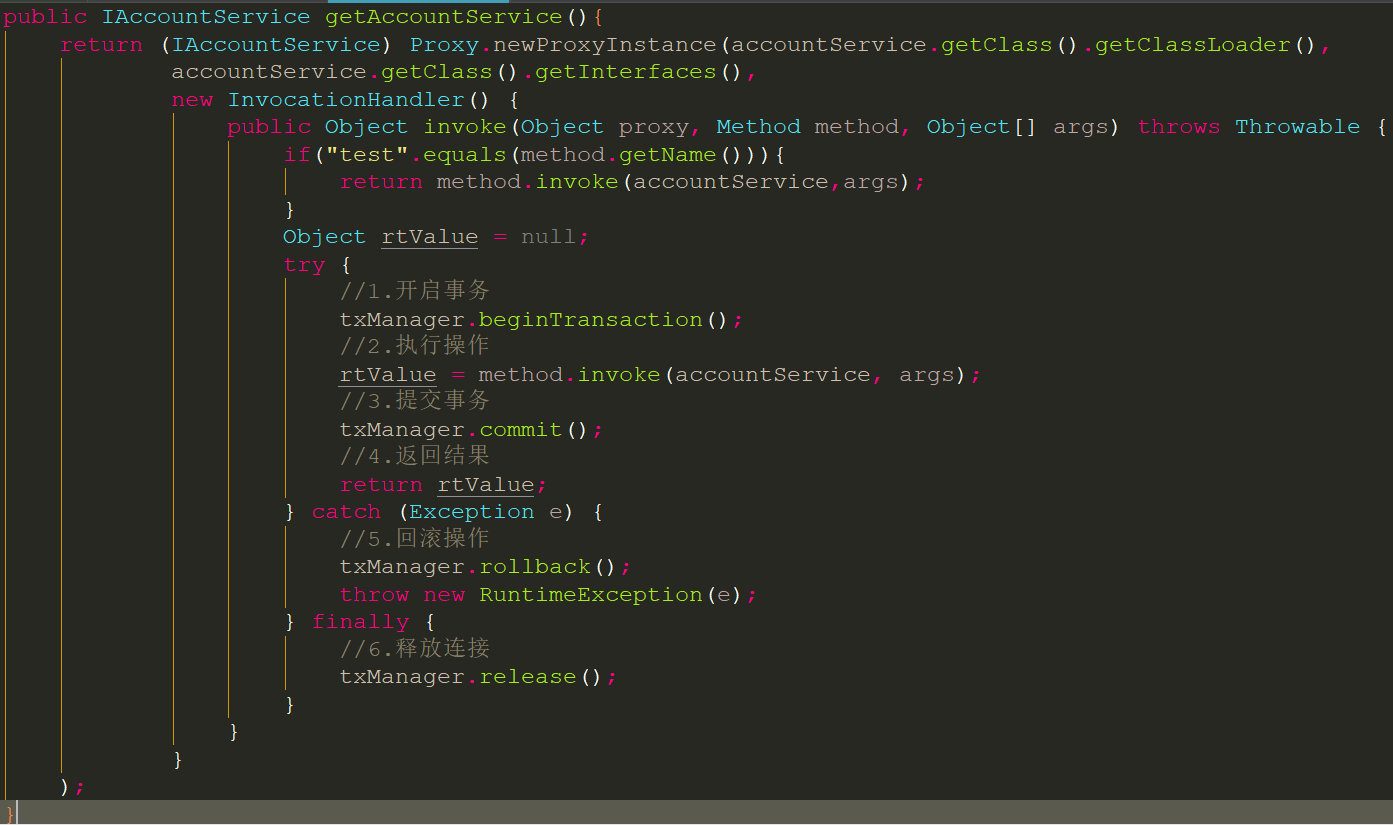 public IAccountService getAccountService(){
    return (IAccountService) Proxy.newProxyInstance(accountService.getClass().getClassLoader(),
            accountService.getClass().getInterfaces(),
            new InvocationHandler() {
                public Object invoke(Object proxy, Method method, Object[] args) throws Throwable {
                    if("test".equals(method.getName())){
                        return method.invoke(accountService,args);
                    }
                    Object rtValue = null;
                    try {
                        //1.开启事务
                        txManager.beginTransaction();
                        //2.执行操作
                        rtValue = method.invoke(accountService, args);
                        //3.提交事务
                        txManager.commit();
                        //4.返回结果
                        return rtValue;
                    } catch (Exception e) {
                        //5.回滚操作
                        txManager.rollback();
                        throw new RuntimeException(e);
                    } finally {
                        //6.释放连接
                        txManager.release();
                    }
                }
            }
    );
}